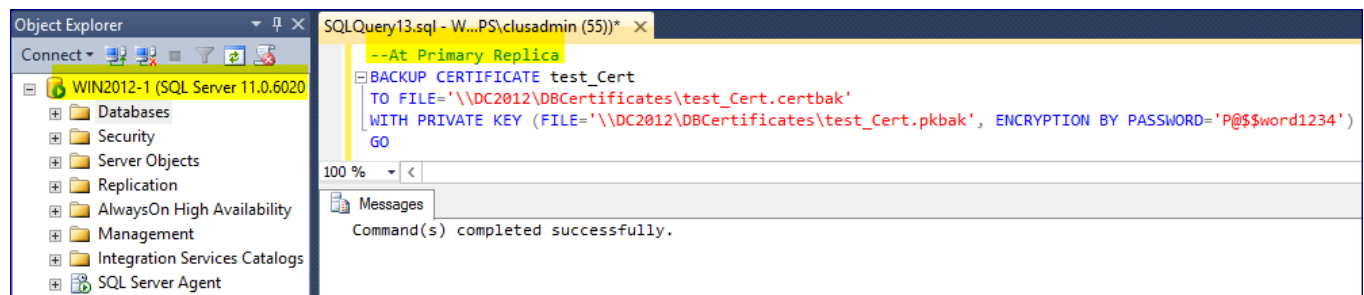 Object Explorer
Connect
WIN2012-1 (SQL Server 11.0.6020
Databases
Security
Server Objects
Replication
AlwaysOn High Availability
Management
Integration Services Catalogs
SQL Server Agent
SQLQuery13.sql - W...PS\clusadmin (55))*
--At Primary Replica
BACKUP CERTIFICATE test_Cert
TO FILE='\\DC2012\DBCertificates\test_Cert.certbak'
WITH PRIVATE KEY (FILE='\\DC2012\DBCertificates\test_Cert.pkbak', ENCRYPTION BY PASSWORD='P@$$word1234')
GO
100 %
Messages
Command(s) completed successfully.